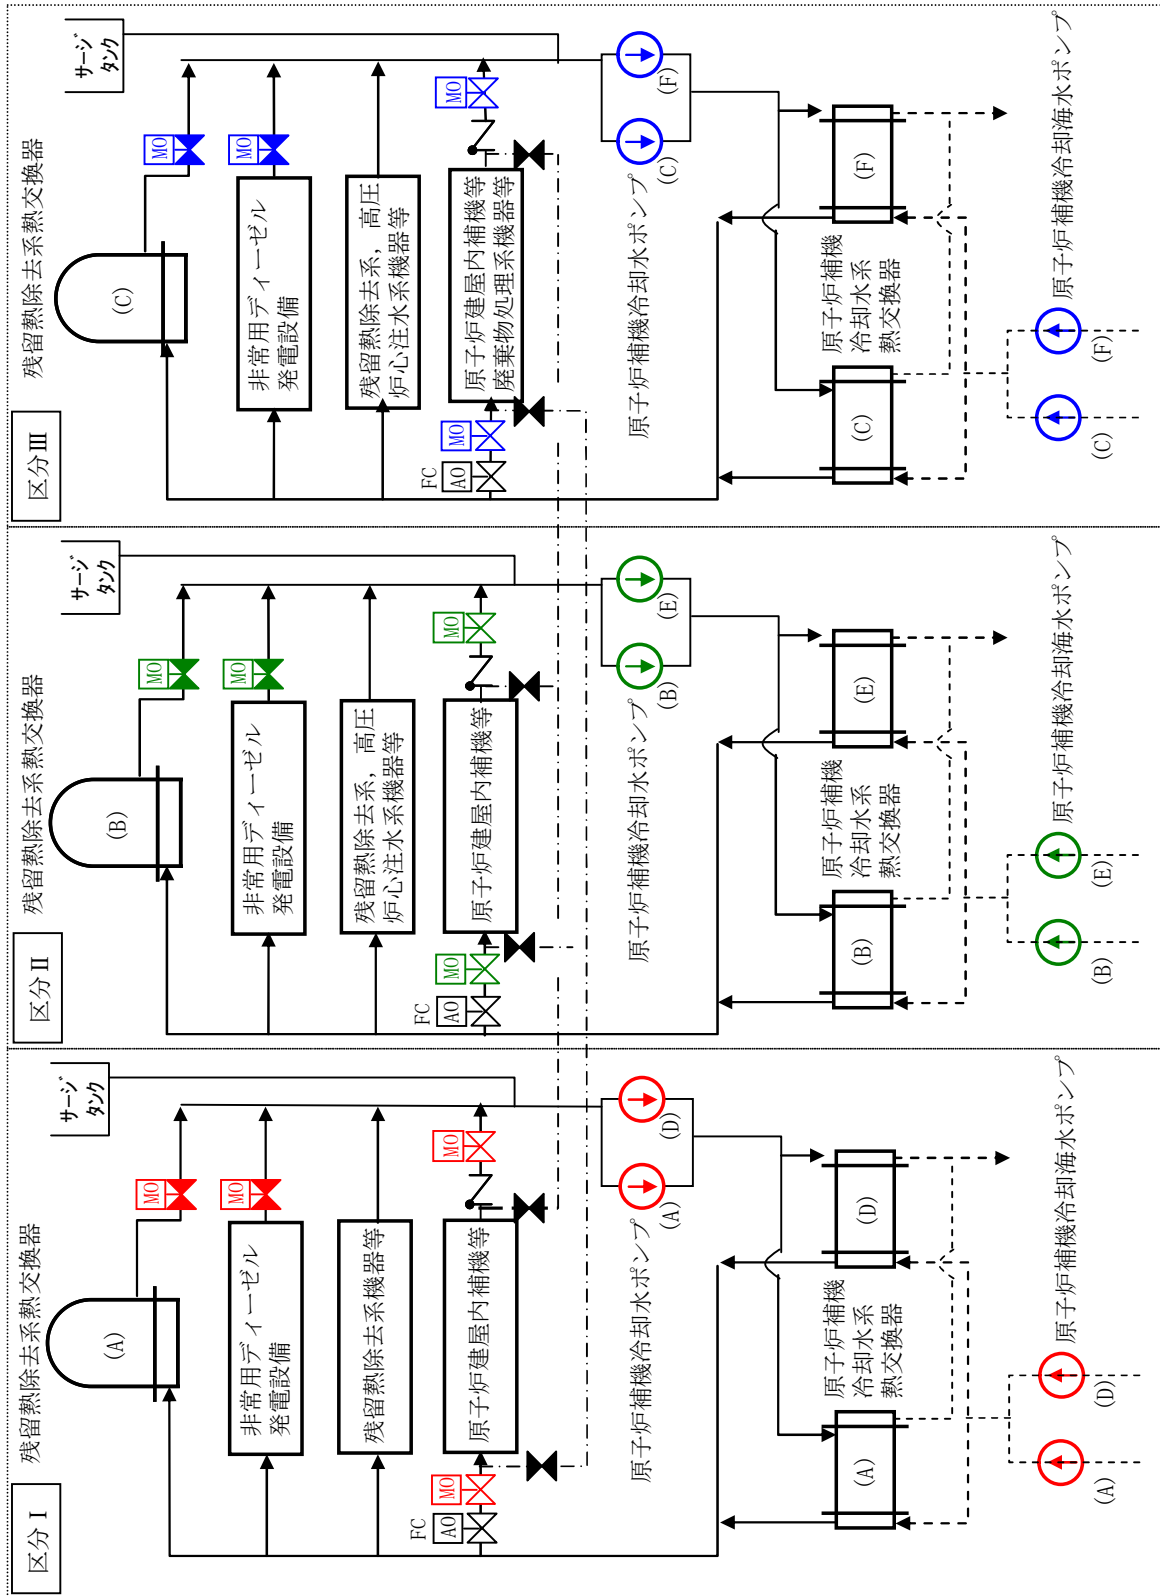 区分Ⅰ
残留熱除去系熱交換器
(A)
サージ
タンク
MO
非常用ディーゼル
発電設備
MO
残留熱除去系機器等
FC
AO
MO
原子炉建屋内補機等
MO
原子炉補機冷却水ポンプ
(A)
(D)
原子炉補機
冷却水系
熱交換器
(A)
(D)
原子炉補機冷却海水ポンプ
(A)
(D)
区分Ⅱ
残留熱除去系熱交換器
(B)
サージ
タンク
MO
非常用ディーゼル
発電設備
MO
残留熱除去系，高圧
炉心注水系機器等
FC
AO
MO
原子炉建屋内補機等
MO
原子炉補機冷却水ポンプ
(B)
(E)
原子炉補機
冷却水系
熱交換器
(B)
(E)
原子炉補機冷却海水ポンプ
(B)
(E)
区分Ⅲ
残留熱除去系熱交換器
(C)
サージ
タンク
MO
非常用ディーゼル
発電設備
MO
残留熱除去系，高圧
炉心注水系機器等
FC
AO
MO
原子炉建屋内補機等
廃棄物処理系機器等
MO
原子炉補機冷却水ポンプ
(C)
(F)
原子炉補機
冷却水系
熱交換器
(C)
(F)
原子炉補機冷却海水ポンプ
(C)
(F)